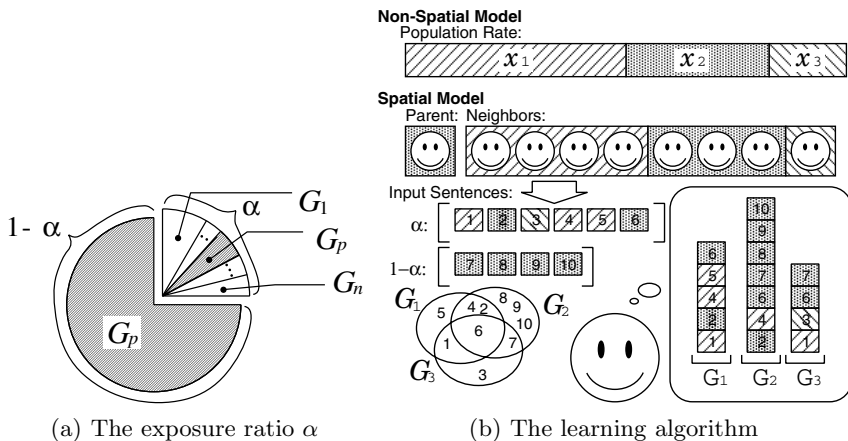 1- α
α
G1
Gp
Gn
Gp
(a) The exposure ratio α
Non-Spatial Model
Population Rate:
x1 x2 x3
Spatial Model
Parent: Neighbors:
Input Sentences:
α: 1 2 3 4 5 6
1-α: 7 8 9 10
G1 G2 G3
5 4 2 8 9 10 6 1 7 3
6 5 4 2 1
10 9 8 7 6 4 2
7 6 3 1
G1 G2 G3
(b) The learning algorithm